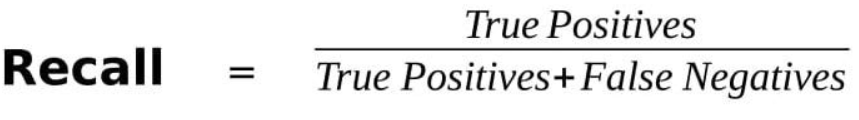 True Positives
Recall =
True Positives+False Negatives